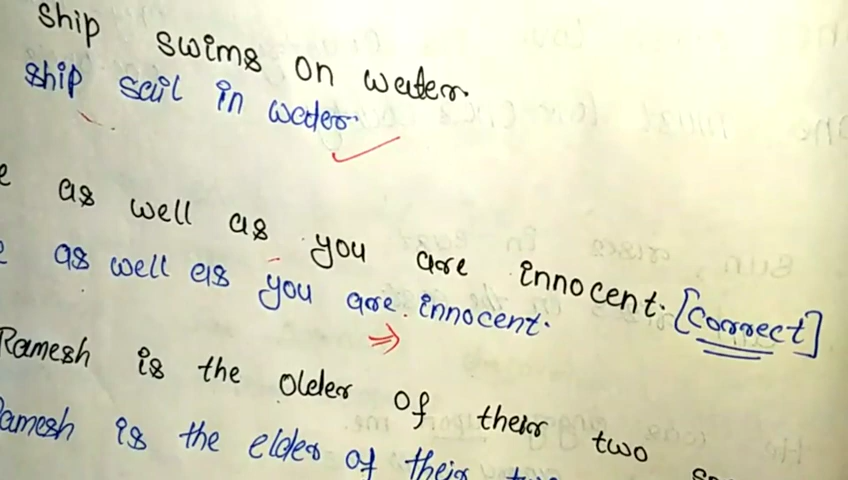 ship swims on water.
ship sail in water.
as well as you are innocent.
as well as you are innocent. [Correct]
Ramesh is the older of their two
Ramesh is the elder of their